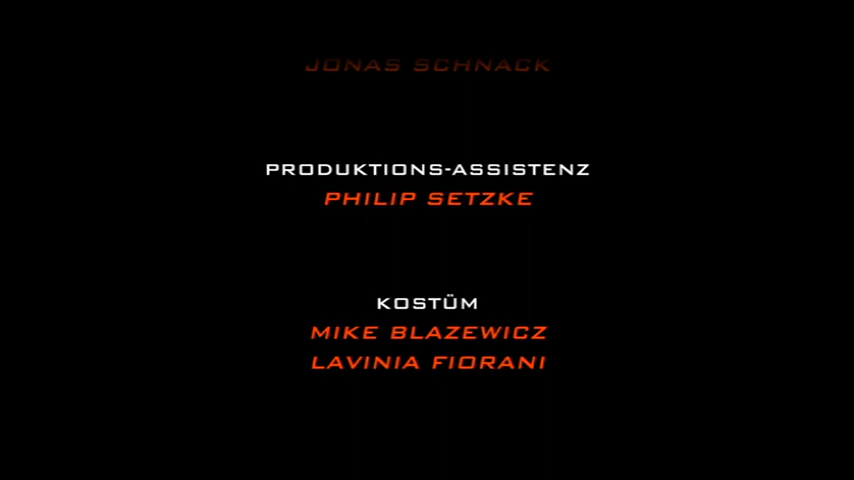 JONAS SCHNACK
PRODUKTIONS-ASSISTENZ
PHILIP SETZKE
KOSTÜM
MIKE BLAZEWICZ
LAVINIA FIORANI